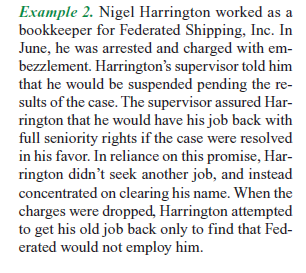 Example 2. Nigel Harrington worked as a
bookkeeper for Federated Shipping, Inc. In
June, he was arrested and charged with em-
bezzlement. Harrington's supervisor told him
that he would be suspended pending the re-
sults of the case. The supervisor assured Har-
rington that he would have his job back with
full seniority rights if the case were resolved
in his favor. In reliance on this promise, Har-
rington didn't seek another job, and instead
concentrated on clearing his name. When the
charges were dropped, Harrington attempted
to get his old job back only to find that Fed-
erated would not employ him.